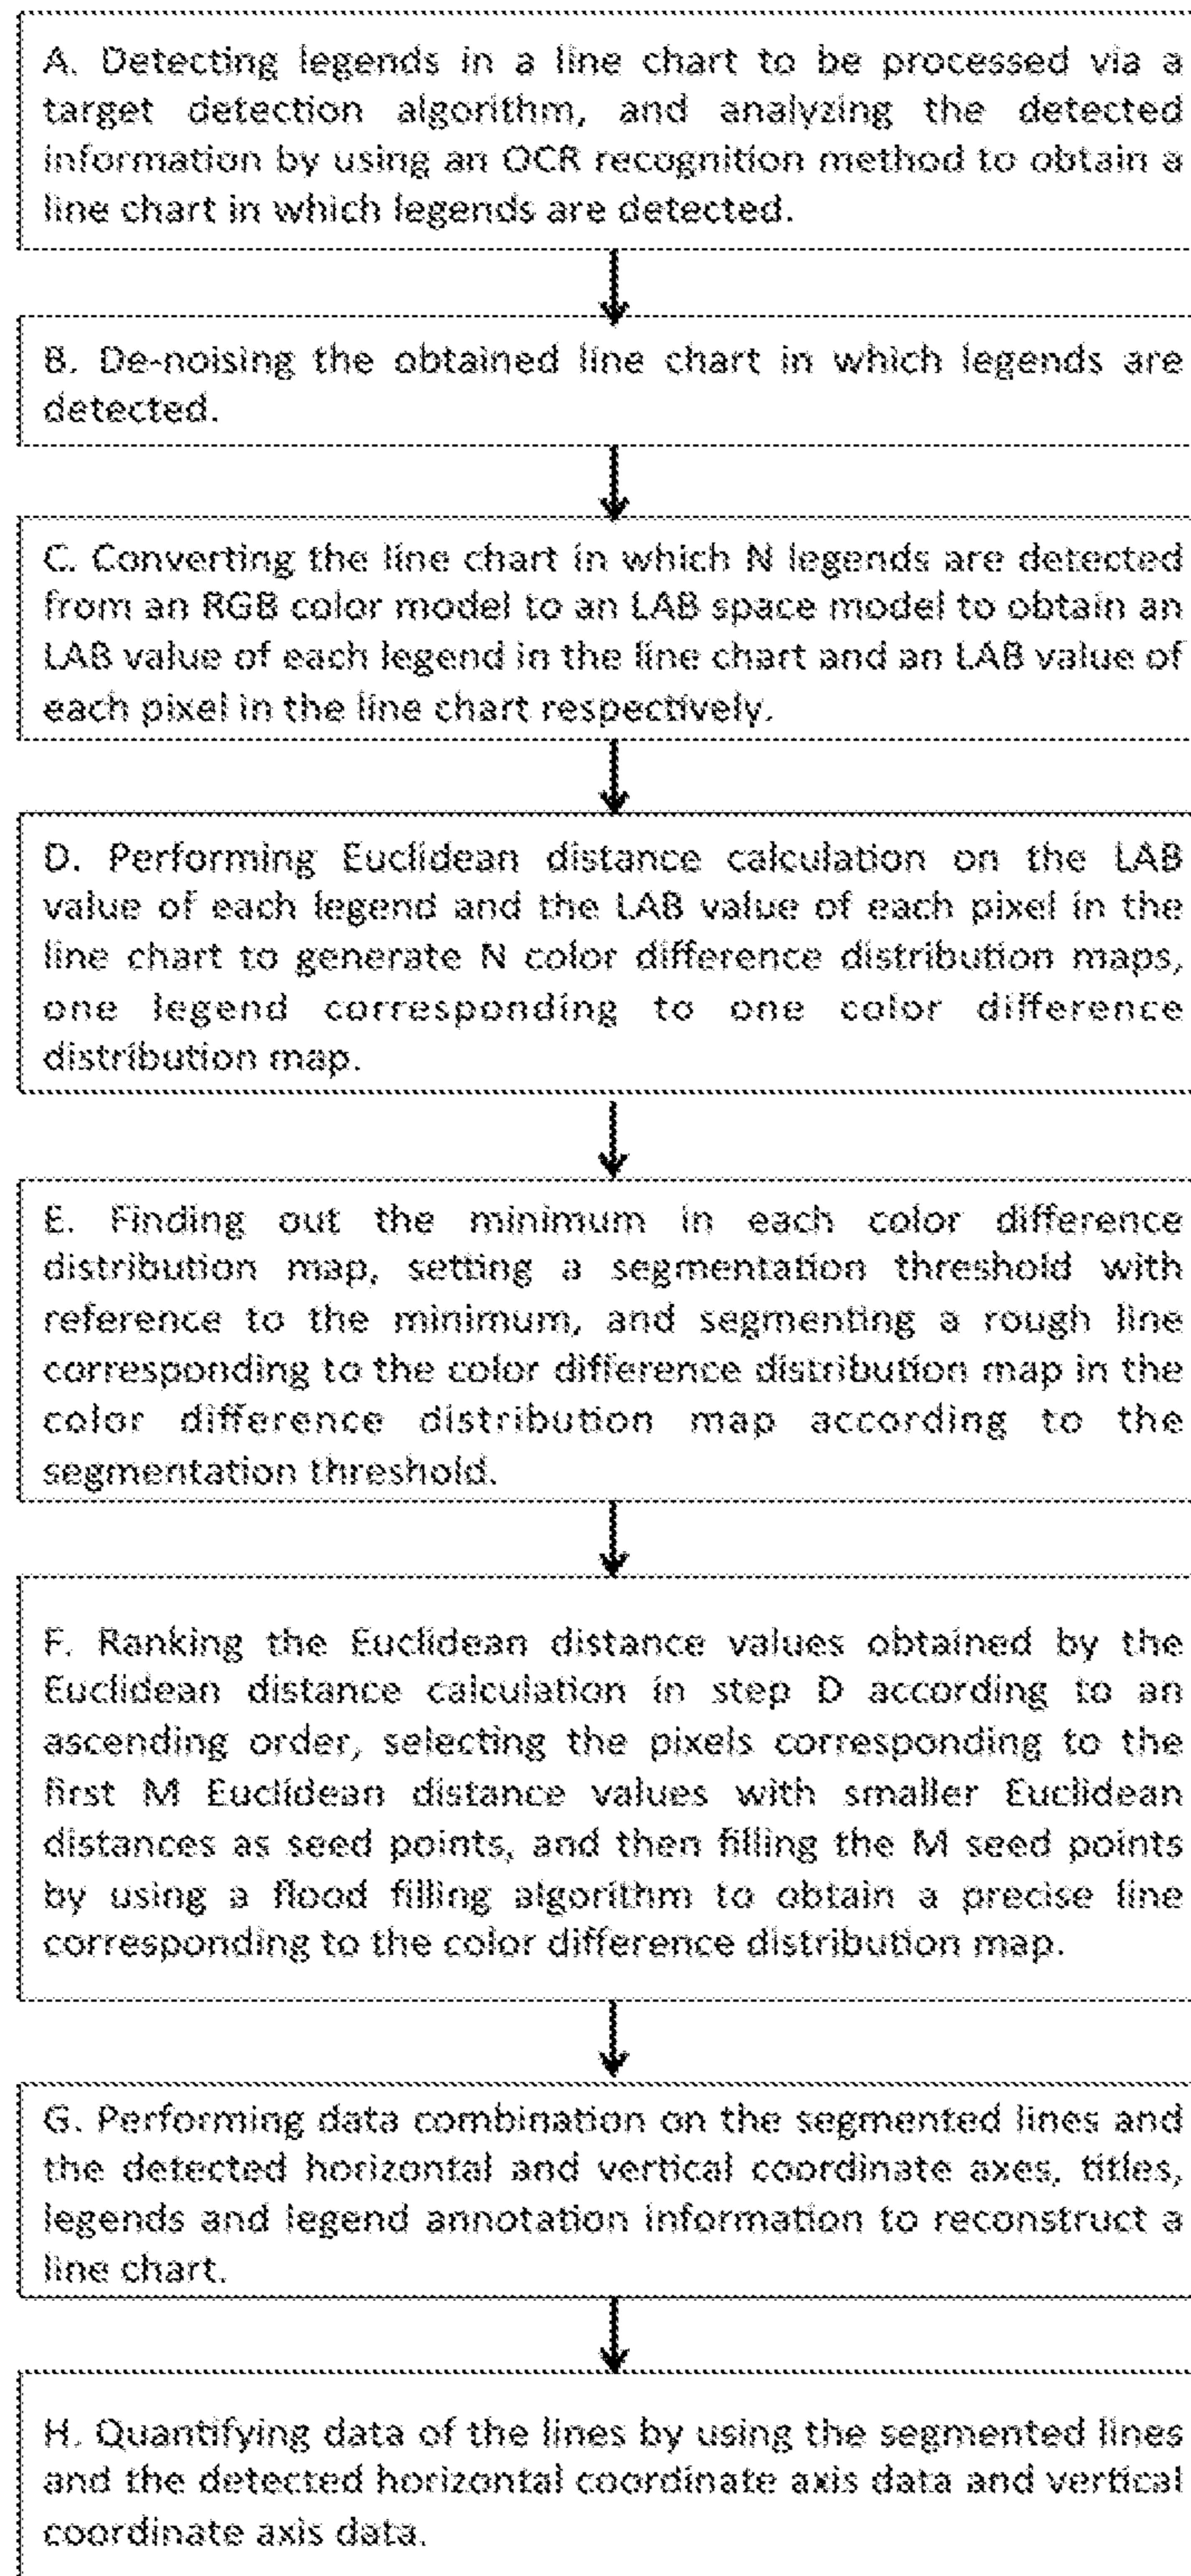 A. Detecting legends in a line chart to be processed via a
target detection algorithm, and analyzing the detected
information by using an OCR recognition method to obtain a
line chart in which legends are detected.
B. De-noising the obtained line chart in which legends are
detected.
C. Converting the line chart in which N legends are detected
from an RGB color model to an LAB space model to obtain an
LAB value of each legend in the line chart and an LAB value of
each pixel in the line chart respectively.
D. Performing Euclidean distance calculation on the LAB
value of each legend and the LAB value of each pixel in the
line chart to generate N color difference distribution maps,
one legend corresponding to one color difference
distribution map.
E. Finding out the minimum in each color difference
distribution map, setting a segmentation threshold with
reference to the minimum, and segmenting a rough line
corresponding to the color difference distribution map in the
color difference distribution map according to the
segmentation threshold.
F. Ranking the Euclidean distance values obtained by the
Euclidean distance calculation in step D according to an
ascending order, selecting the pixels corresponding to the
first M Euclidean distance values with smaller Euclidean
distances as seed points, and then filling the M seed points
by using a flood filling algorithm to obtain a precise line
corresponding to the color difference distribution map.
G. Performing data combination on the segmented lines and
the detected horizontal and vertical coordinate axes, titles,
legends and legend annotation information to reconstruct a
line chart.
H. Quantifying data of the lines by using the segmented lines
and the detected horizontal coordinate axis data and vertical
coordinate axis data.